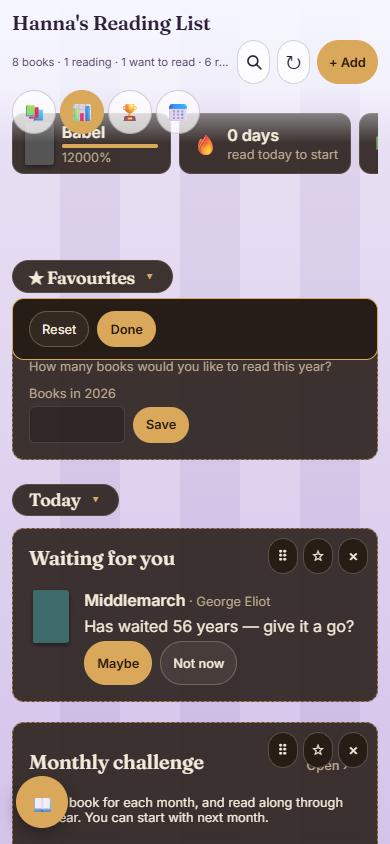 Hanna's Reading List
8 books · 1 reading · 1 want to read · 6 r...
+ Add
Babel
12000%
0 days
read today to start
★ Favourites ▼
Reset
Done
How many books would you like to read this year?
Books in 2026
Save
Today ▼
Waiting for you
Middlemarch · George Eliot
Has waited 56 years — give it a go?
Maybe
Not now
Monthly challenge
Open ›
book for each month, and read along through
You can start with next month.